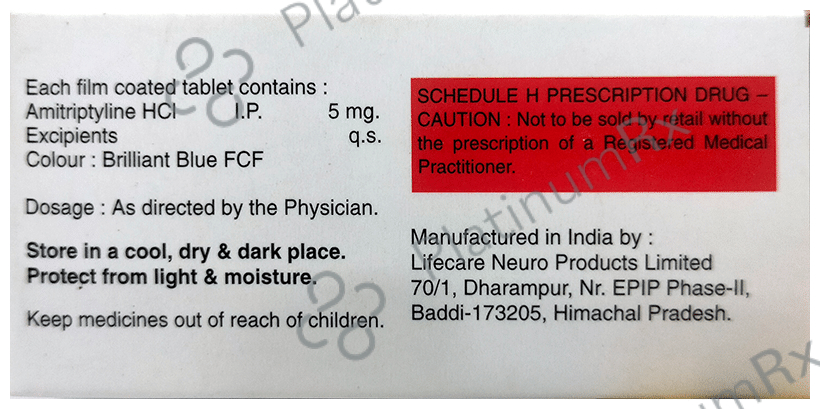 Each film coated tablet contains :
Amitriptyline HCl I.P. 5 mg.
Excipients q.s.
Colour : Brilliant Blue FCF
Dosage : As directed by the Physician.
Store in a cool, dry & dark place.
Protect from light & moisture.
Keep medicines out of reach of children.
SCHEDULE H PRESCRIPTION DRUG –
CAUTION : Not to be sold by retail without
the prescription of a Registered Medical
Practitioner.
Manufactured in India by :
Lifecare Neuro Products Limited
70/1, Dharampur, Nr. EPIP Phase-II,
Baddi-173205, Himachal Pradesh.
PlatinumRx